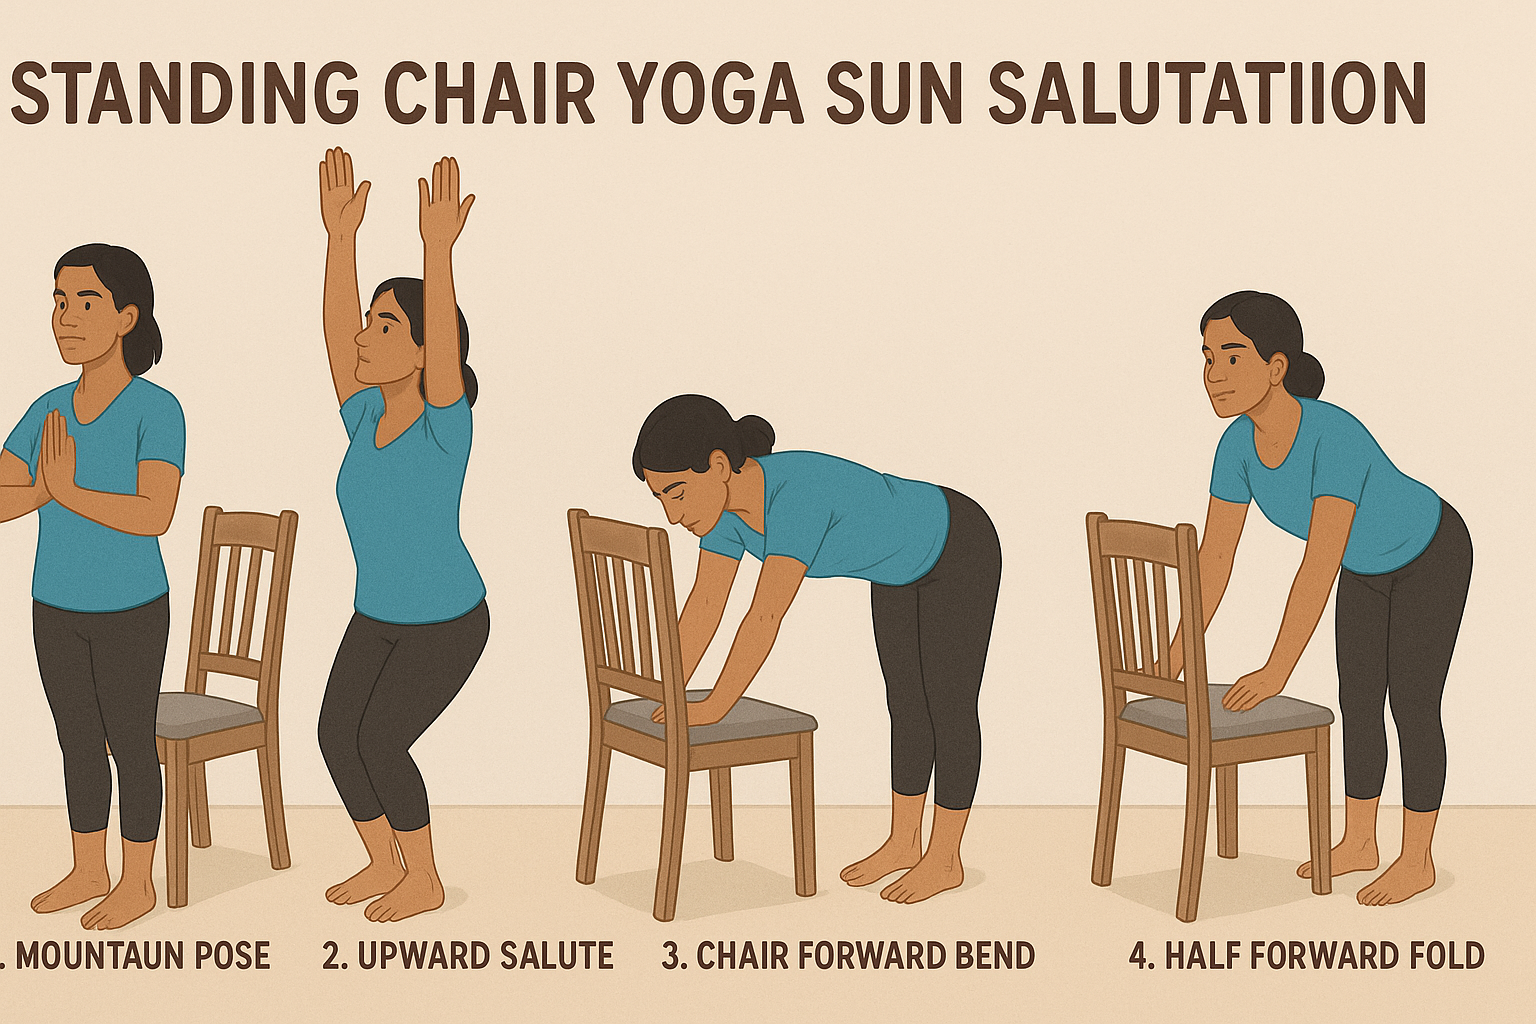 STANDING CHAIR YOGA SUN SALUTATIION
. MOUNTAUN POSE
2. UPWARD SALUTE
3. CHAIR FORWARD BEND
4. HALF FORWARD FOLD